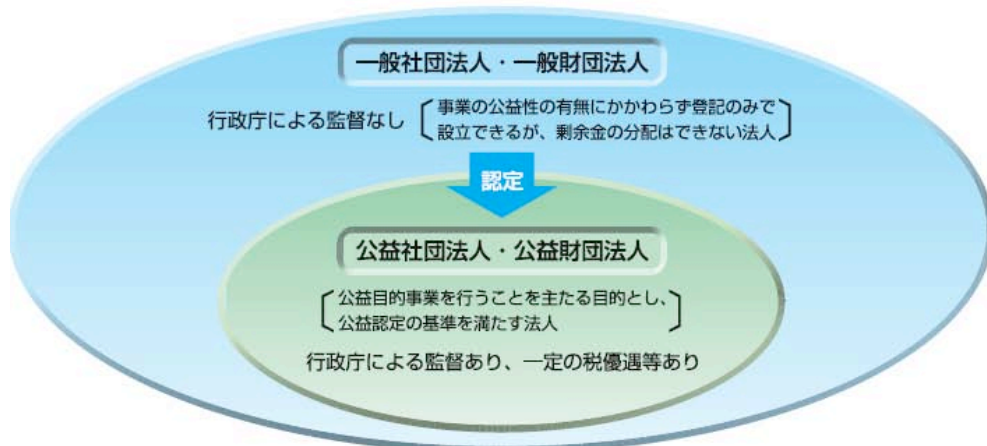 一般社団法人・一般財団法人
行政庁による監督なし
事業の公益性の有無にかかわらず登記のみで
設立できるが、剰余金の分配はできない法人
認定
公益社団法人・公益財団法人
公益目的事業を行うことを主たる目的とし、
公益認定の基準を満たす法人
行政庁による監督あり、一定の税優遇等あり